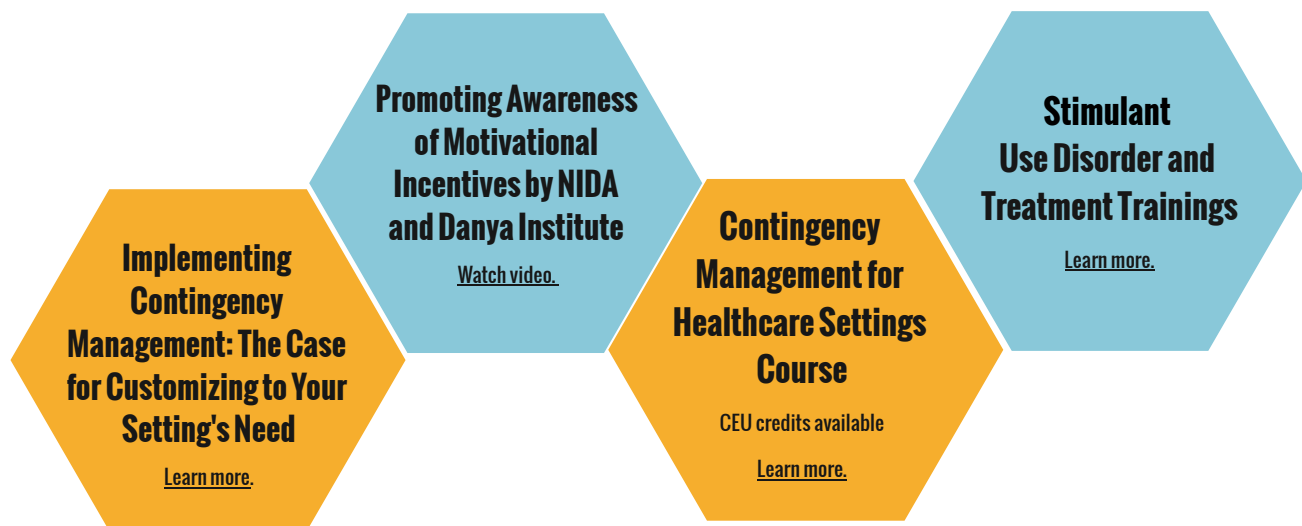 Implementing
Contingency
Management: The Case
for Customizing to Your
Setting's Need
Learn more.
Promoting Awareness
of Motivational
Incentives by NIDA
and Danya Institute
Watch video.
Contingency
Management for
Healthcare Settings
Course
CEU credits available
Learn more.
Stimulant
Use Disorder and
Treatment Trainings
Learn more.